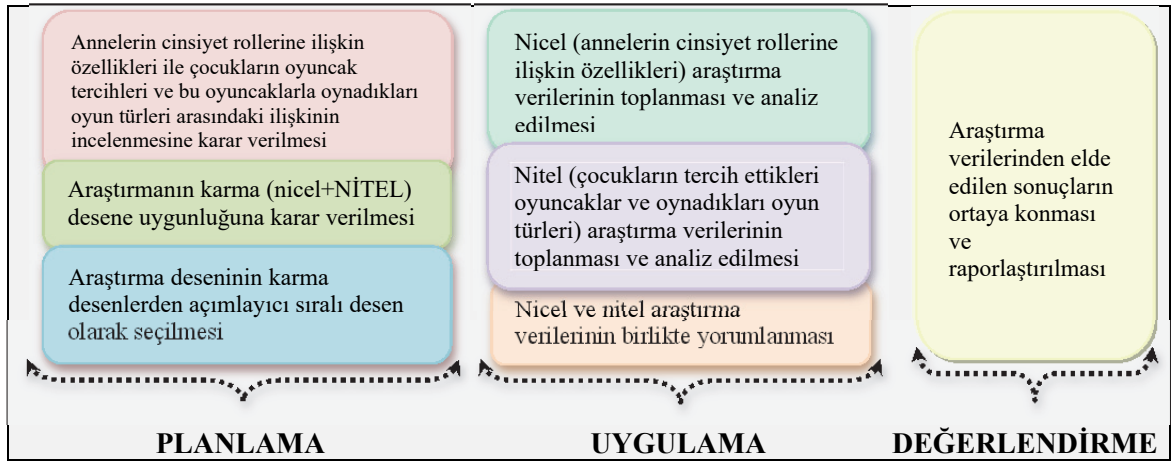 Annelerin cinsiyet rollerine ilişkin
özellikleri ile çocukların oyuncak
tercihleri ve bu oyuncaklarla oynadıkları
oyun türleri arasındaki ilişkinin
incelenmesine karar verilmesi
Araştırmanın karma (nicel+NİTEL)
desene uygunluğuna karar verilmesi
Araştırma deseninin karma
desenlerden açımlayıcı sıralı desen
olarak seçilmesi
PLANLAMA
Nicel (annelerin cinsiyet rollerine
ilişkin özellikleri) araştırma
verilerinin toplanması ve analiz
edilmesi
Nitel (çocukların tercih ettikleri
oyuncaklar ve oynadıkları oyun
türleri) araştırma verilerinin
toplanması ve analiz edilmesi
Nicel ve nitel araştırma
verilerinin birlikte yorumlanması
UYGULAMA
Araştırma
verilerinden elde
edilen sonuçların
ortaya konması
ve
raporlaştırılması
DEĞERLENDİRME